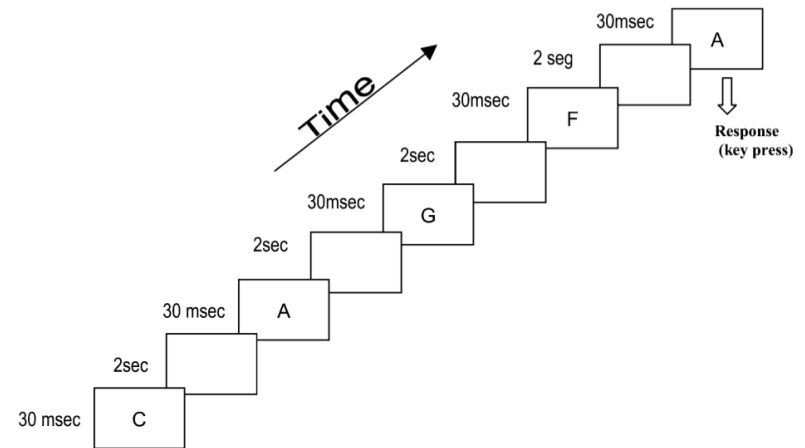 30msec
A
2 seg
Time
30msec
F
Response
(key press)
2sec
30msec
G
2sec
30 msec
A
2sec
30 msec
C